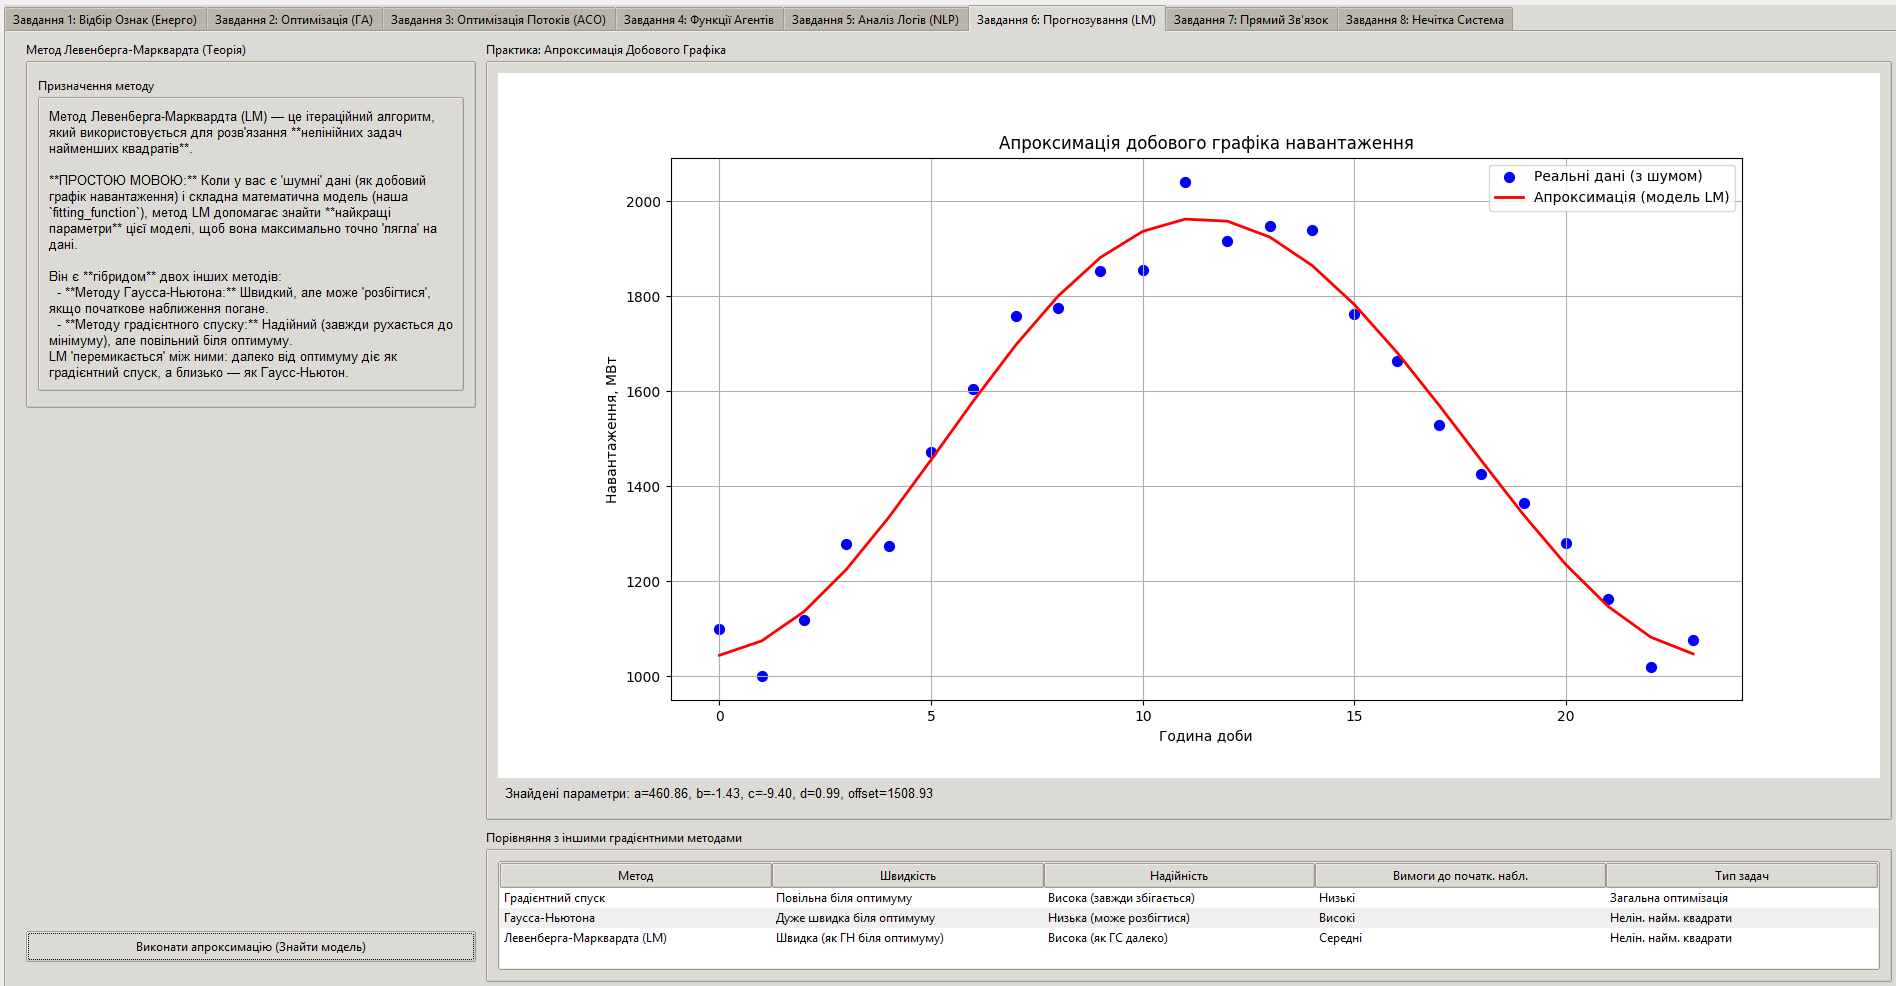 Завдання 1: Відбір Ознак (Енерго)
Завдання 2: Оптимізація (ГА)
Завдання 3: Оптимізація Потоків (ACO)
Завдання 4: Функції Агентів
Завдання 5: Аналіз Логів (NLP)
Завдання 6: Прогнозування (LM)
Завдання 7: Прямий Зв'язок
Завдання 8: Нечітка Система
Метод Левенберга-Марквардта (Теорія)
Призначення методу
Метод Левенберга-Марквардта (LM) — це ітераційний алгоритм,
який використовується для розв'язання **нелінійних задач
найменших квадратів**.
**ПРОСТОЮ МОВОЮ:** Коли у вас є 'шумні' дані (як добовий
графік навантаження) і складна математична модель (наша
`fitting_function`), метод LM допомагає знайти **найкращі
параметри** цієї моделі, щоб вона максимально точно 'лягла' на
дані.
Він є **гібридом** двох інших методів:
- **Методу Гаусса-Ньютона:** Швидкий, але може 'розбігтися',
якщо початкове наближення погане.
- **Методу градієнтного спуску:** Надійний (завжди рухається до
мінімуму), але повільний біля оптимуму.
LM 'перемикається' між ними: далеко від оптимуму діє як
градієнтний спуск, а близько — як Гаусс-Ньютон.
Виконати апроксимацію (Знайти модель)
Практика: Апроксимація Добового Графіка
Апроксимація добового графіка навантаження
Реальні дані (з шумом)
Апроксимація (модель LM)
Навантаження, МВт
2000
1800
1600
1400
1200
1000
0
5
10
15
20
Година доби
Знайдені параметри: a=460.86, b=-1.43, c=-9.40, d=0.99, offset=1508.93
Порівняння з іншими градієнтними методами
Метод Швидкість Надійність Вимоги до початк. набл. Тип задач
Градієнтний спуск Повільна біля оптимуму Висока (завжди збігається) Низькі Загальна оптимізація
Гаусса-Ньютона Дуже швидка біля оптимуму Низька (може розбігтися) Високі Нелін. найм. квадрати
Левенберга-Марквардта (LM) Швидка (як ГН біля оптимуму) Висока (як ГС далеко) Середні Нелін. найм. квадрати